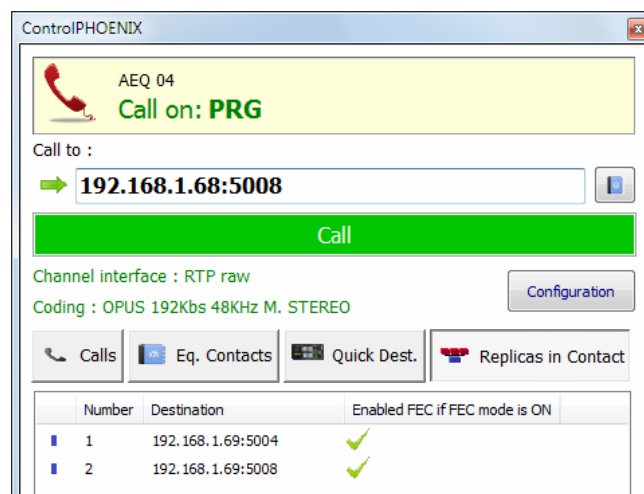 ControlPHOENIX
AEQ 04
Call on: PRG
Call to :
192.168.1.68:5008
Call
Channel interface : RTP raw
Configuration
Coding : OPUS 192Kbs 48KHz M. STEREO
Calls Eq. Contacts Quick Dest. Replicas in Contact
Number Destination Enabled FEC if FEC mode is ON
1 192.168.1.69:5004
2 192.168.1.69:5008